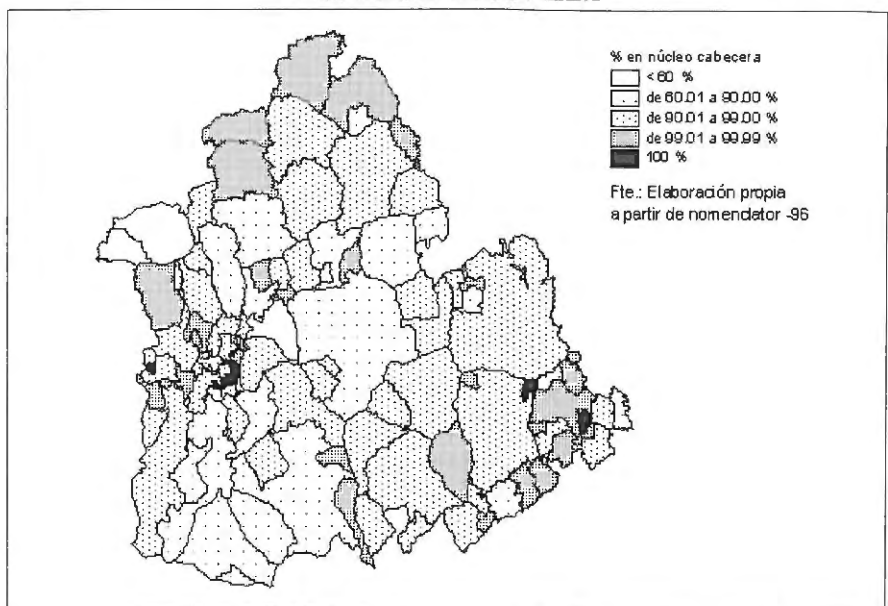 % en núcleo cabecera
<60 %
de 60.01 a 90.00 %
de 90.01 a 99.00 %
de 99.01 a 99.99 %
100 %
Fte.: Elaboración propia
a partir de nomenclator -96